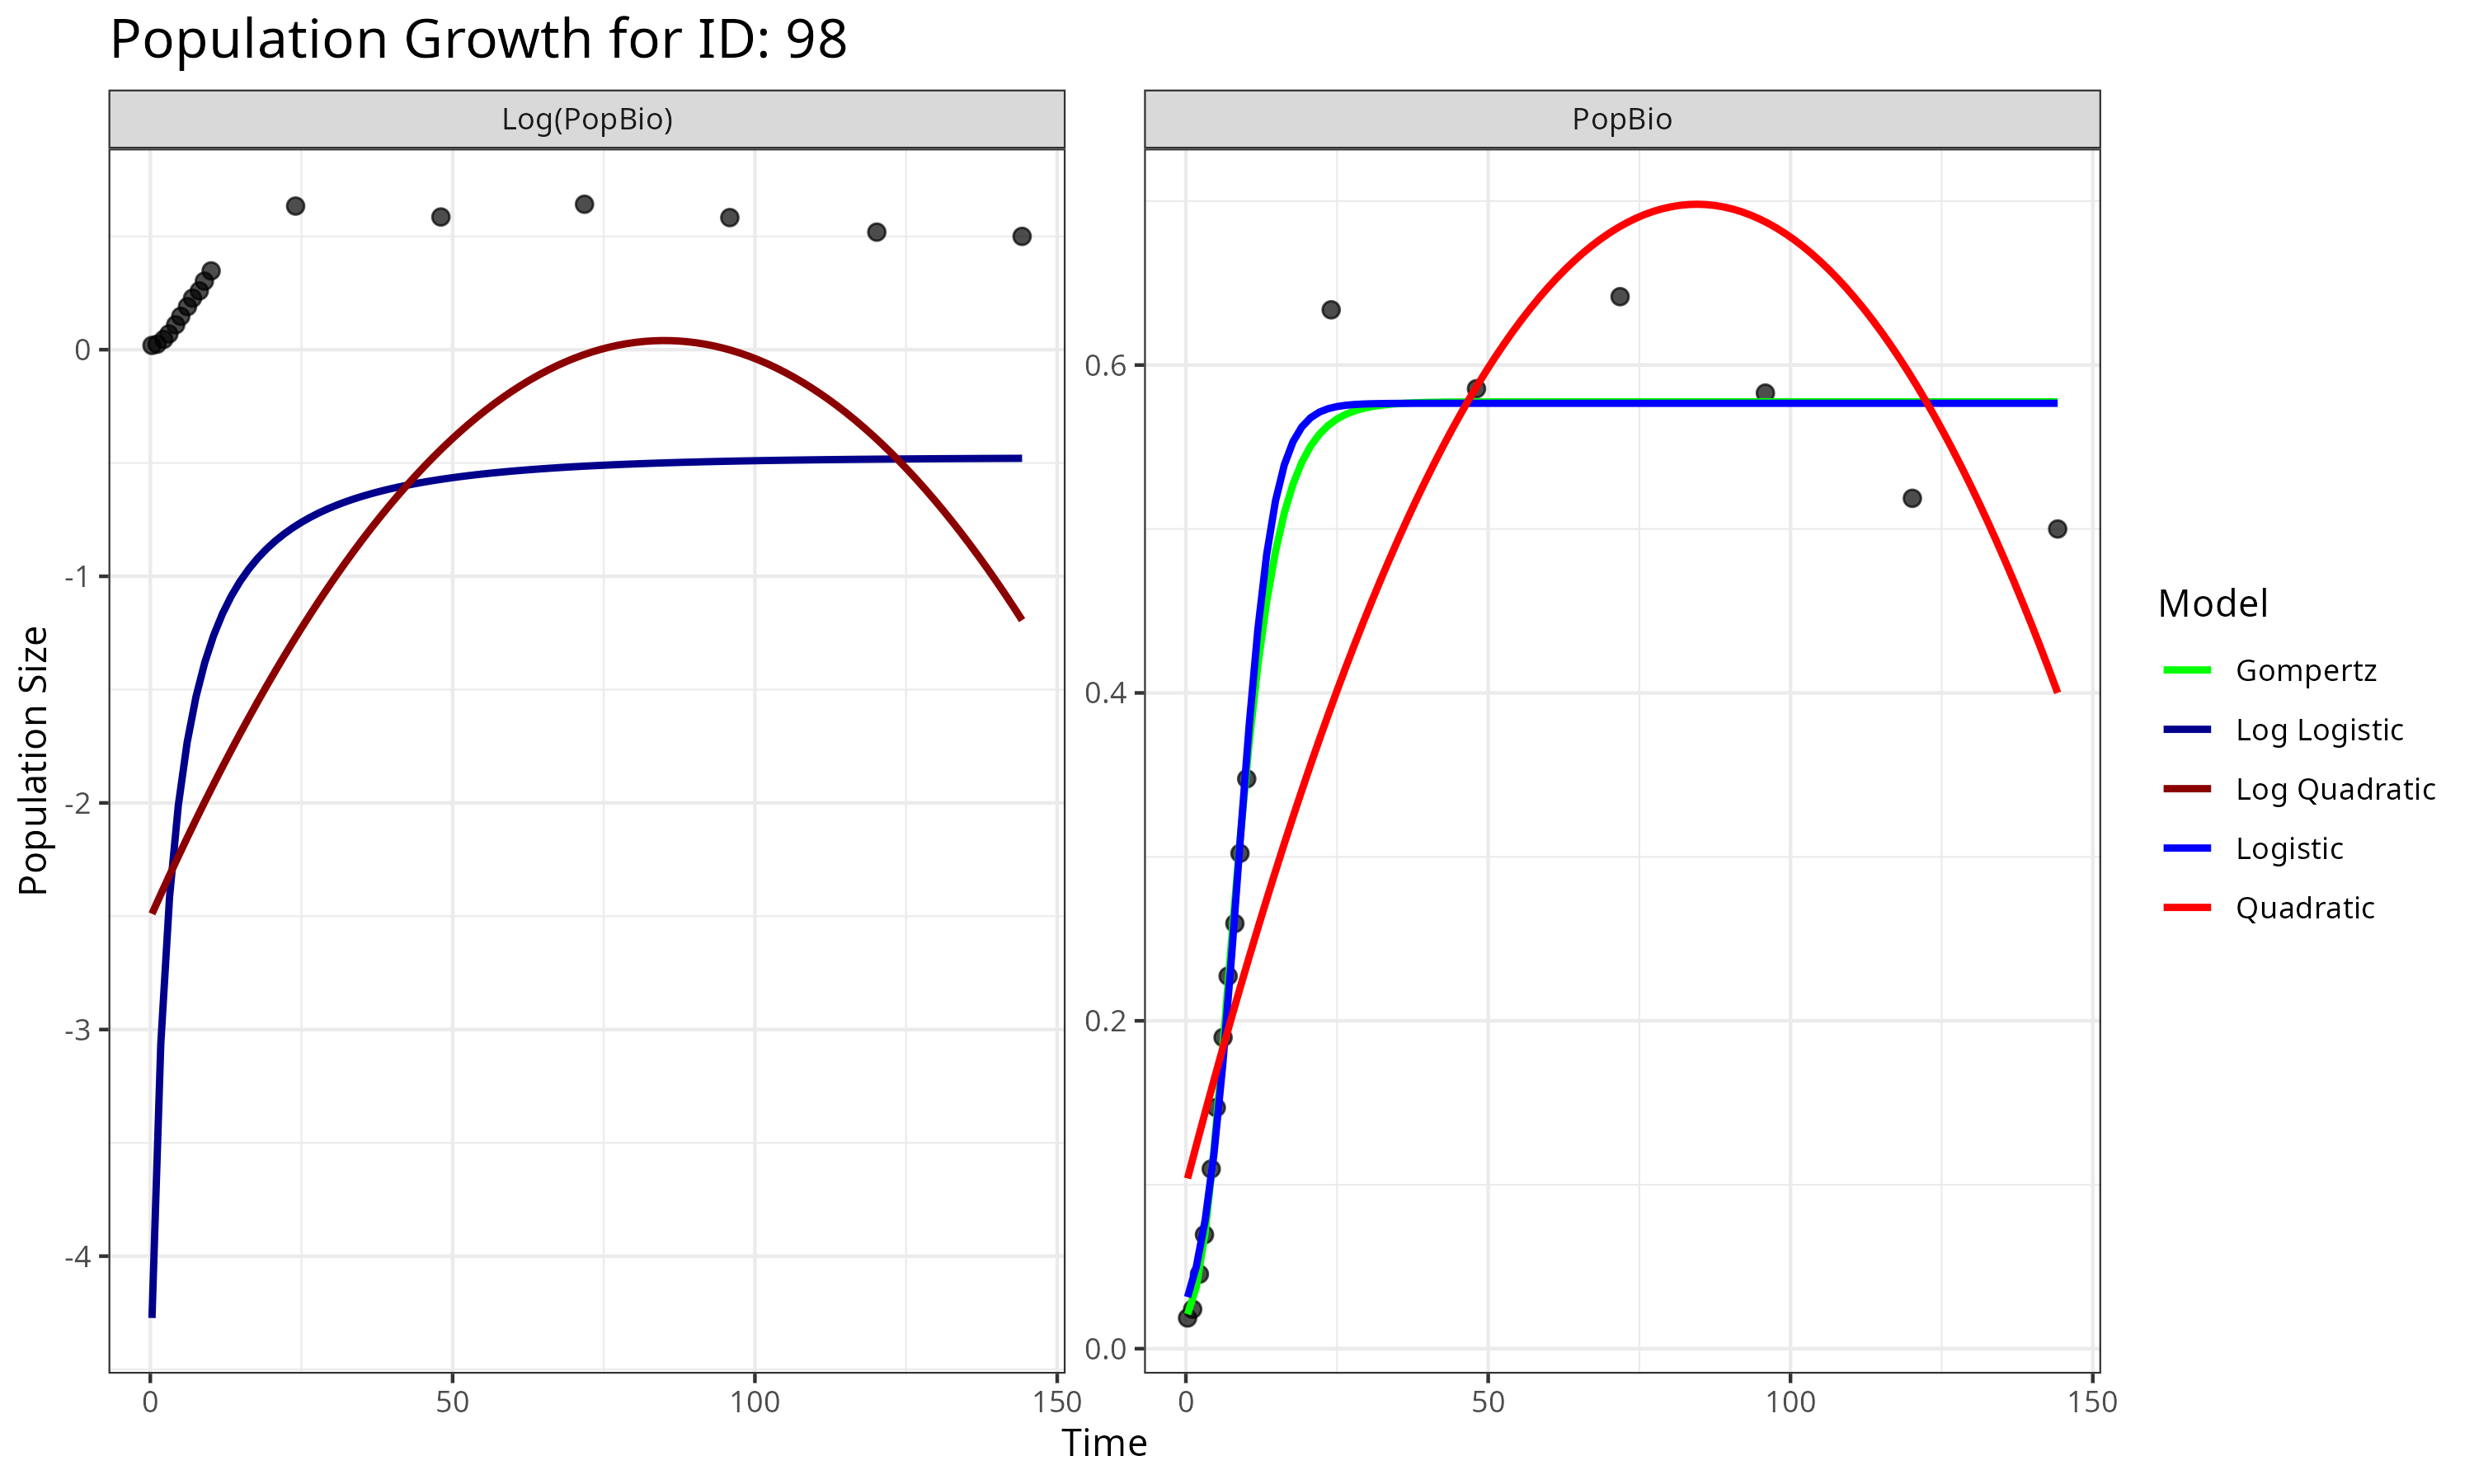 Population Growth for ID: 98
Log(PopBio)
PopBio
Population Size
0
-1
-2
-3
-4
0.6
0.4
0.2
0.0
0
50
100
150
0
50
100
150
Time
Model
Gompertz
Log Logistic
Log Quadratic
Logistic
Quadratic